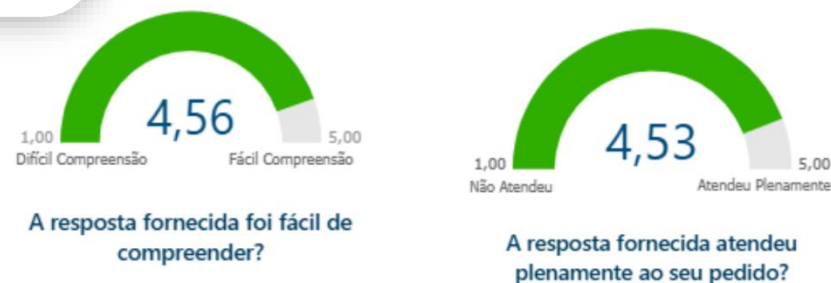 4,56
1,00
5,00
Difícil Compreensão
Fácil Compreensão
A resposta fornecida foi fácil de
compreender?
4,53
1,00
5,00
Não Atendeu
Atendeu Plenamente
A resposta fornecida atendeu
plenamente ao seu pedido?